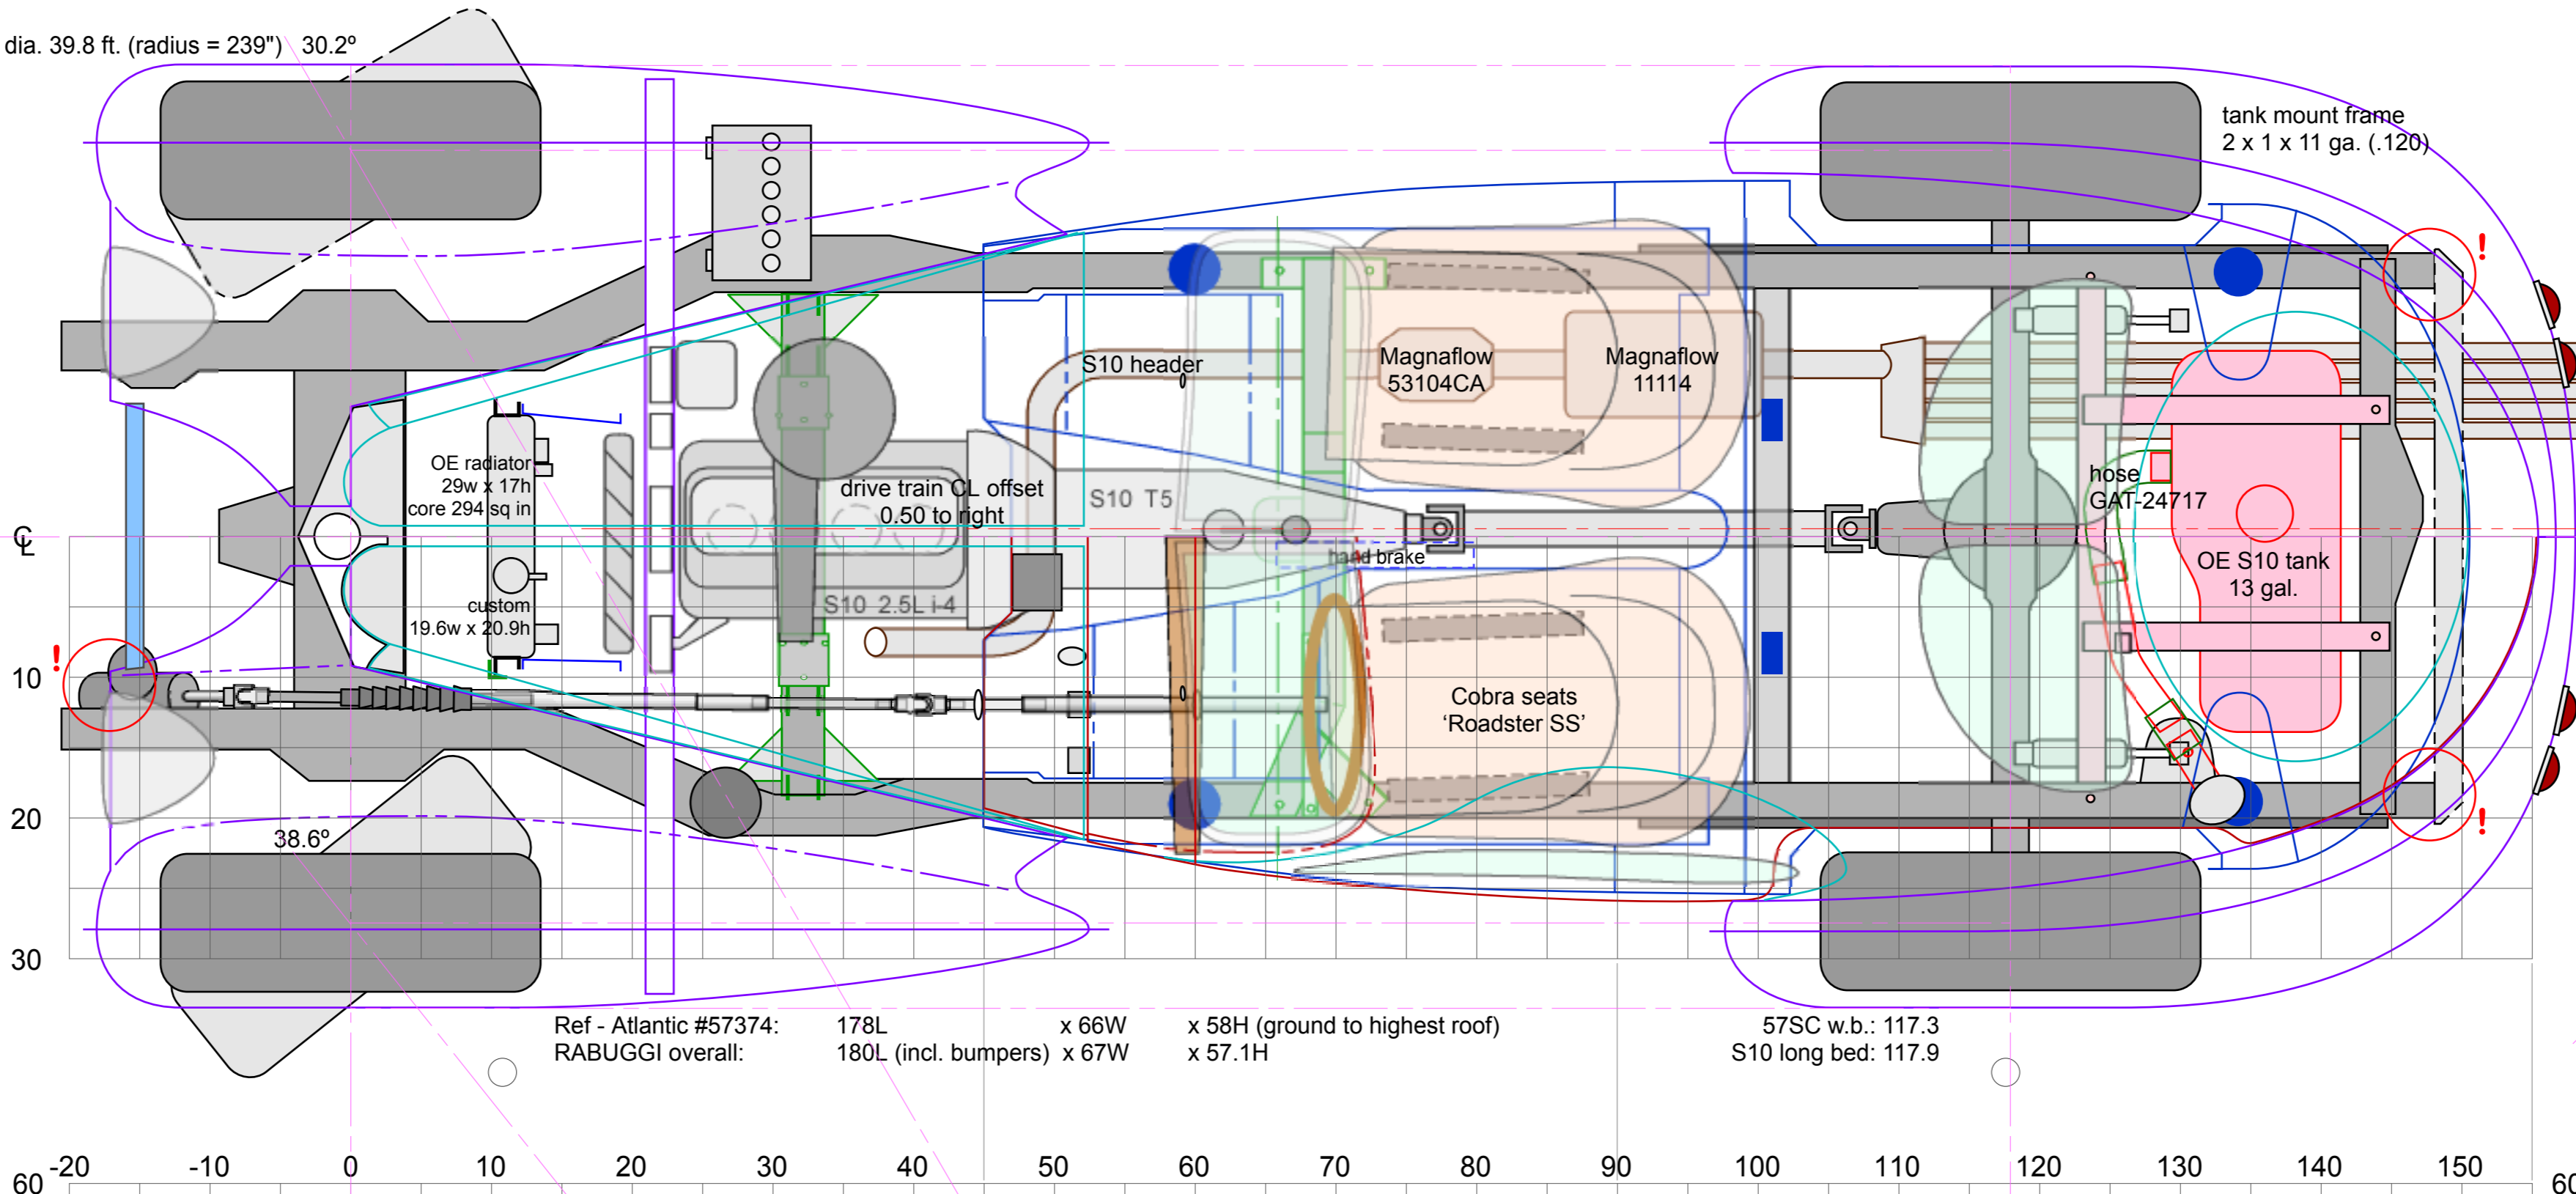 dia. 39.8 ft. (radius = 239") 30.2º
tank mount frame
2 x 1 x 11 ga. (.120)
!
S10 header
Magnaflow
53104CA
Magnaflow
11114
OE radiator
29w x 17h
core 294 sq in
drive train CL offset
0.50 to right
S10 T5
hose
GAT-24717
CL
hand brake
OE S10 tank
13 gal.
S10 2.5L i-4
custom
19.6w x 20.9h
!
10
Cobra seats
‘Roadster SS’
20
!
38.6º
30
Ref - Atlantic #57374: 178L x 66W x 58H (ground to highest roof)
RABUGGI overall: 180L (incl. bumpers) x 67W x 57.1H
57SC w.b.: 117.3
S10 long bed: 117.9
-20 -10 0 10 20 30 40 50 60 70 80 90 100 110 120 130 140 150
60 60